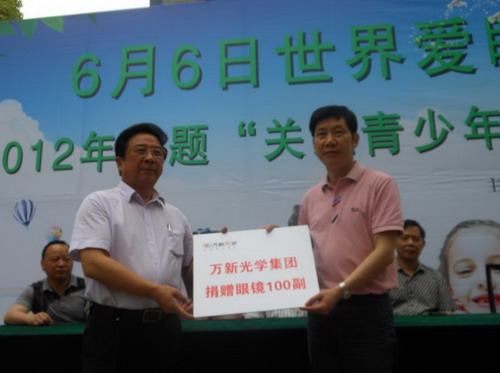 6月6日世界爱
2012年 题“关 青少年
万新光学集团
捐赠眼镜100副